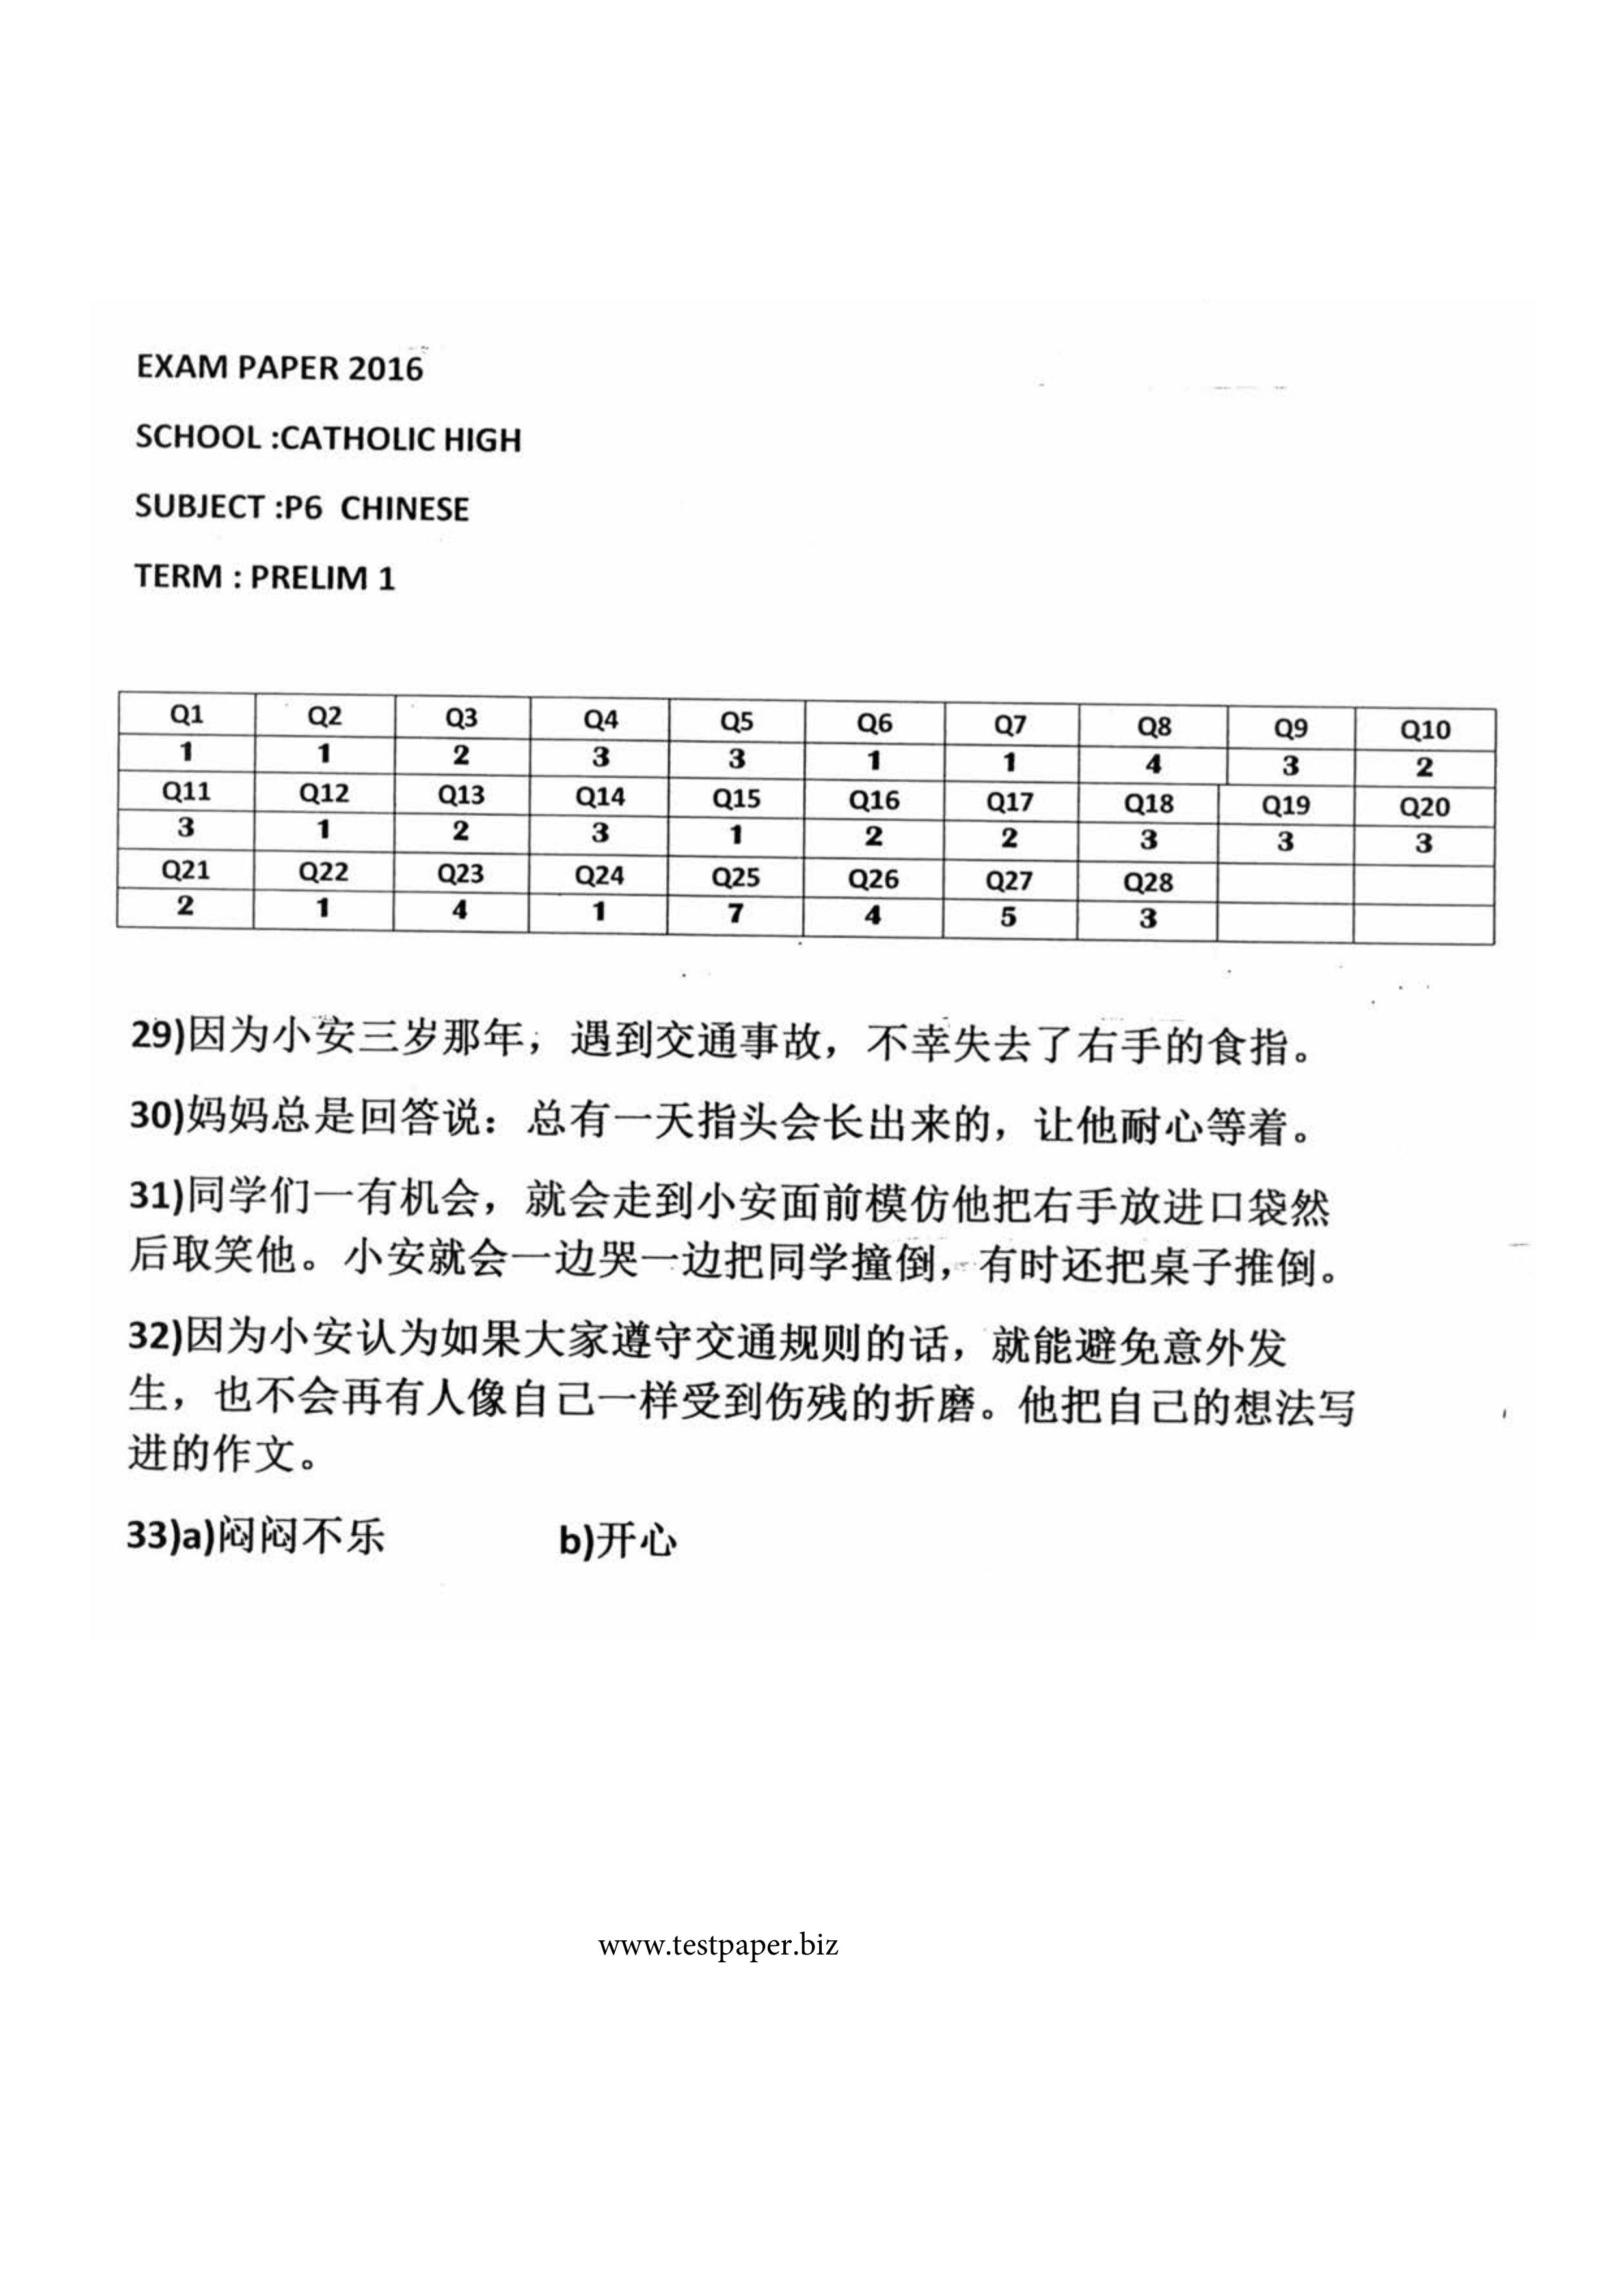 EXAM PAPER 2016
SCHOOL :CATHOLIC HIGH
SUBJECT :P6 CHINESE
TERM : PRELIM 1
Q1 Q2 Q3 Q4 Q5 Q6 Q7 Q8 Q9 Q10
1 1 2 3 3 1 1 4 3 2
Q11 Q12 Q13 Q14 Q15 Q16 Q17 Q18 Q19 Q20
3 1 2 3 1 2 2 3 3 3
Q21 Q22 Q23 Q24 Q25 Q26 Q27 Q28
2 1 4 1 7 4 5 3
29)因为小安三岁那年，遇到交通事故，不幸失去了右手的食指。
30)妈妈总是回答说：总有一天指头会长出来的，让他耐心等着。
31)同学们一有机会，就会走到小安面前模仿他把右手放进口袋然
后取笑他。小安就会一边哭一边把同学撞倒，有时还把桌子推倒。
32)因为小安认为如果大家遵守交通规则的话，就能避免意外发
生，也不会再有人像自己一样受到伤残的折磨。他把自己的想法写
进的作文。
33)a)闷闷不乐 b)开心
www.testpaper.biz